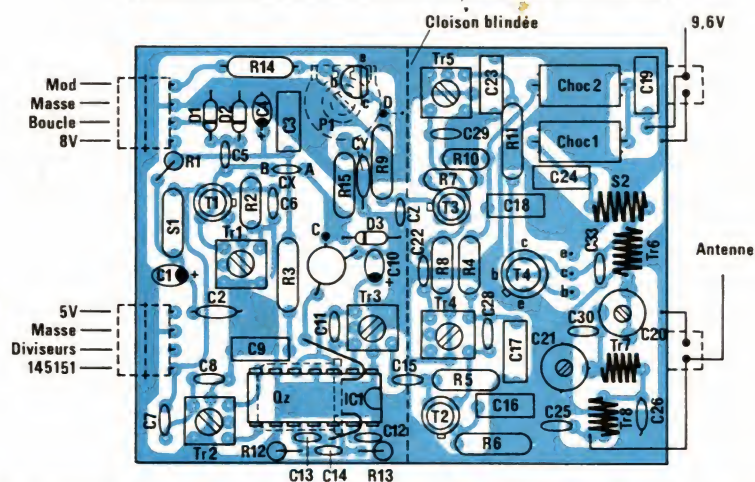 Cloison blindée
9,6V
Mod
Masse
Boucle
8V
R14
D1
D2
C4
C3
P1
e
b
c
D
Tr5
C23
Choc 2
C19
C5
R1
B
A
CX
CY
R15
R9
C29
R10
R7
R11
Choc1
C24
S2
S1
T1
R2
C6
CZ
T3
C18
Tr1
C
D3
C22
R8
R4
c
b
T4
e
e
c
b
C33
Tr6
C1
+
R3
+
C10
Antenne
5V
Masse
Diviseurs
145151
C2
C11
Tr3
Tr4
C28
C17
C21
C30
C20
Tr7
C9
C8
C15
R5
C7
Qz
IC1
T2
C16
C25
Tr8
C26
Tr2
R12
C12
R6
C13
C14
R13